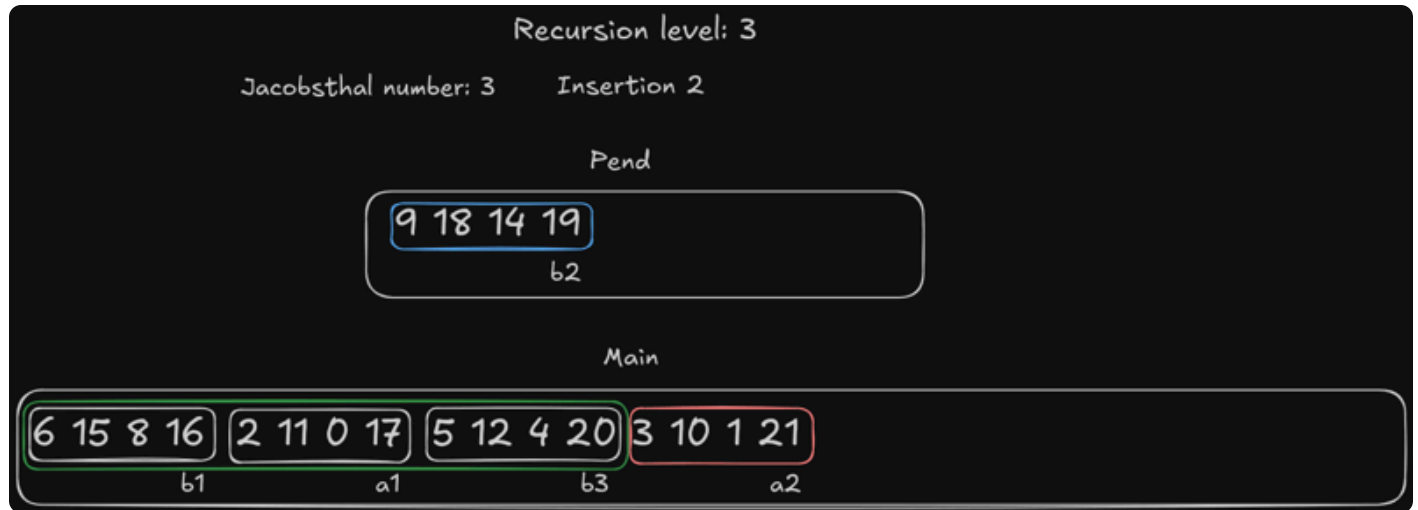 Recursion level: 3
Jacobsthal number: 3 Insertion 2
Pend
9 18 14 19
b2
Main
6 15 8 16 2 11 0 17 5 12 4 20 3 10 1 21
b1 a1 b3 a2